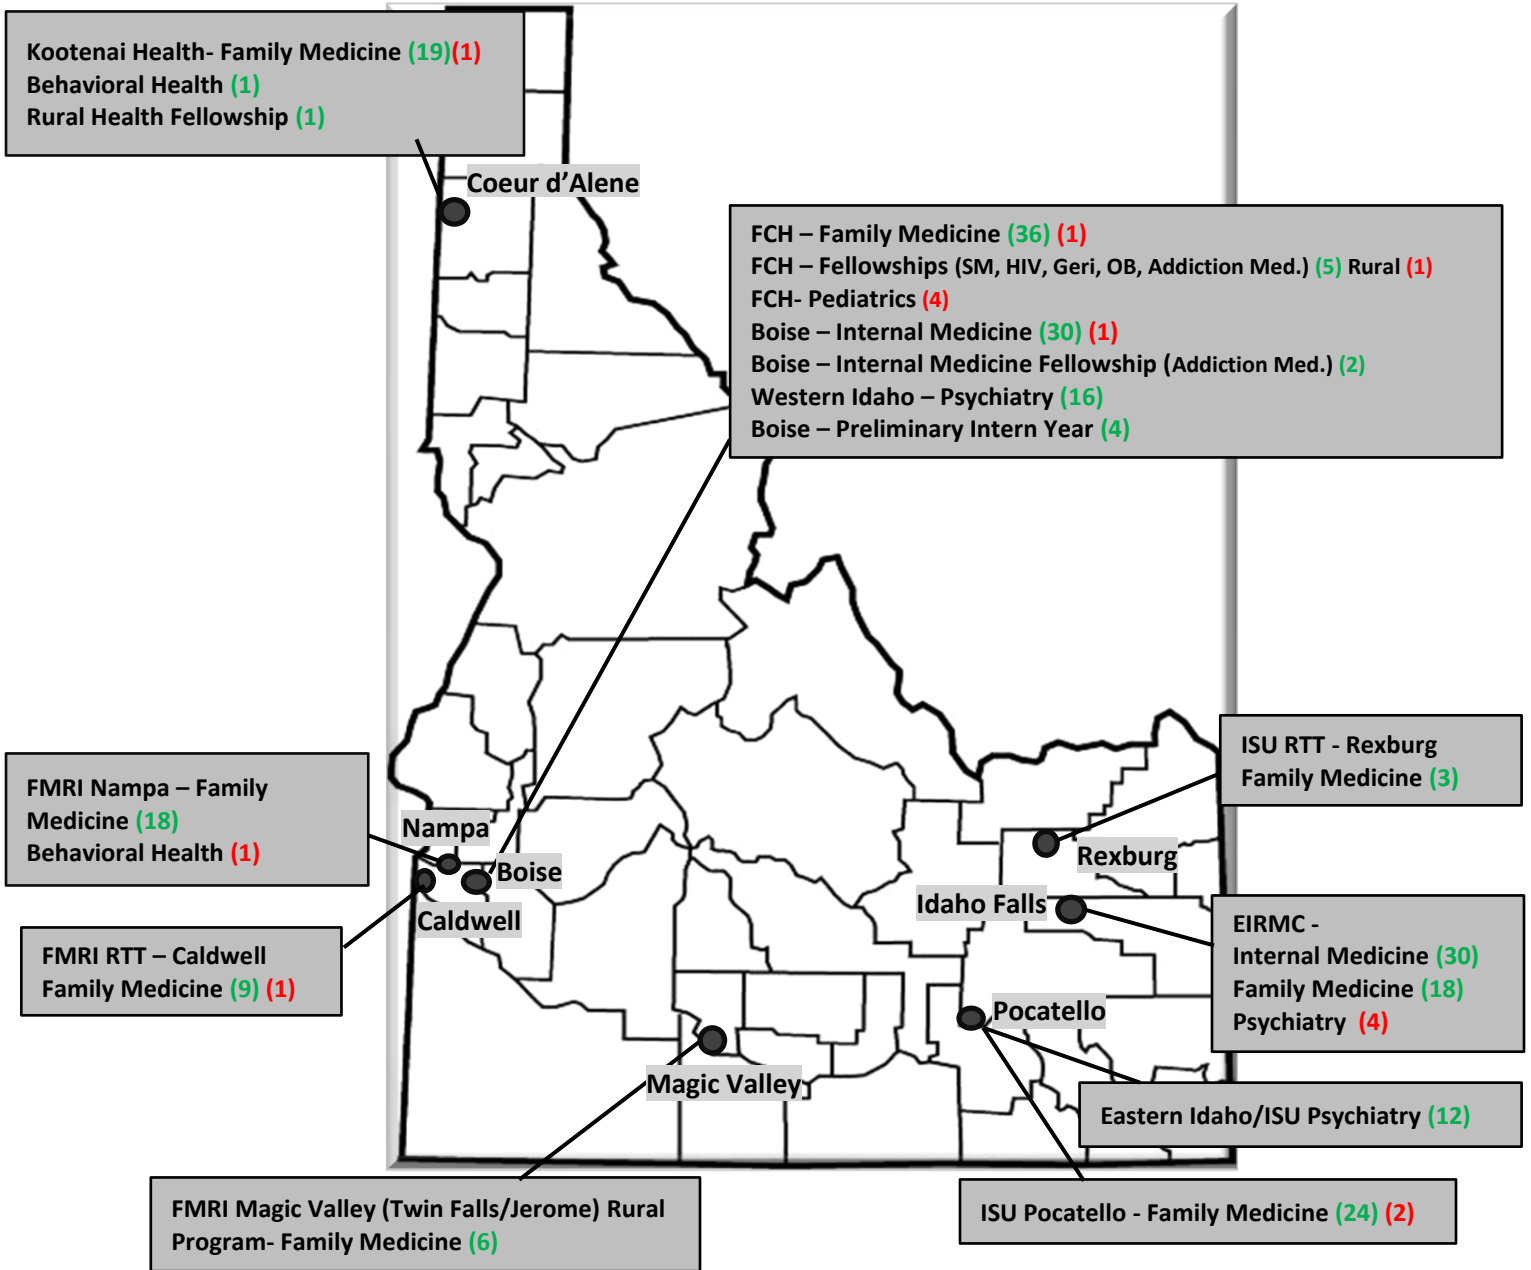 Kootenai Health- Family Medicine (19)(1)
Behavioral Health (1)
Rural Health Fellowship (1)
Coeur d’Alene
FCH – Family Medicine (36) (1)
FCH – Fellowships (SM, HIV, Geri, OB, Addiction Med.) (5) Rural (1)
FCH- Pediatrics (4)
Boise – Internal Medicine (30) (1)
Boise – Internal Medicine Fellowship (Addiction Med.) (2)
Western Idaho – Psychiatry (16)
Boise – Preliminary Intern Year (4)
ISU RTT - Rexburg
Family Medicine (3)
FMRI Nampa – Family
Medicine (18)
Behavioral Health (1)
Nampa
Boise
Caldwell
Rexburg
Idaho Falls
EIRMC -
Internal Medicine (30)
Family Medicine (18)
Psychiatry (4)
FMRI RTT – Caldwell
Family Medicine (9) (1)
Pocatello
Magic Valley
Eastern Idaho/ISU Psychiatry (12)
FMRI Magic Valley (Twin Falls/Jerome) Rural
Program- Family Medicine (6)
ISU Pocatello - Family Medicine (24) (2)